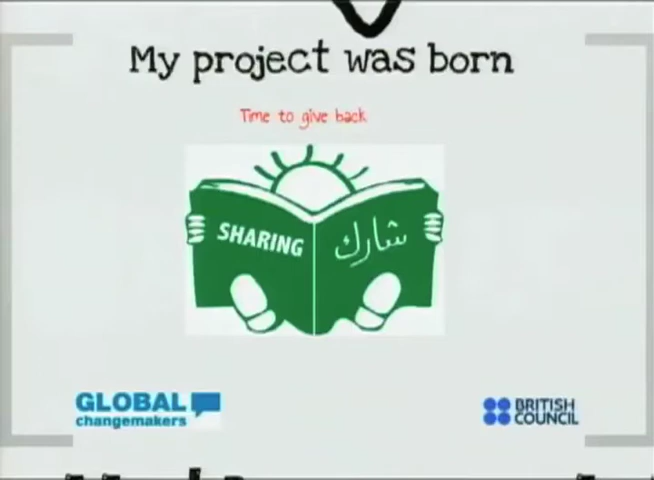 My project was born
Time to give back
SHARING
شارك
GLOBAL
changemakers
BRITISH
COUNCIL